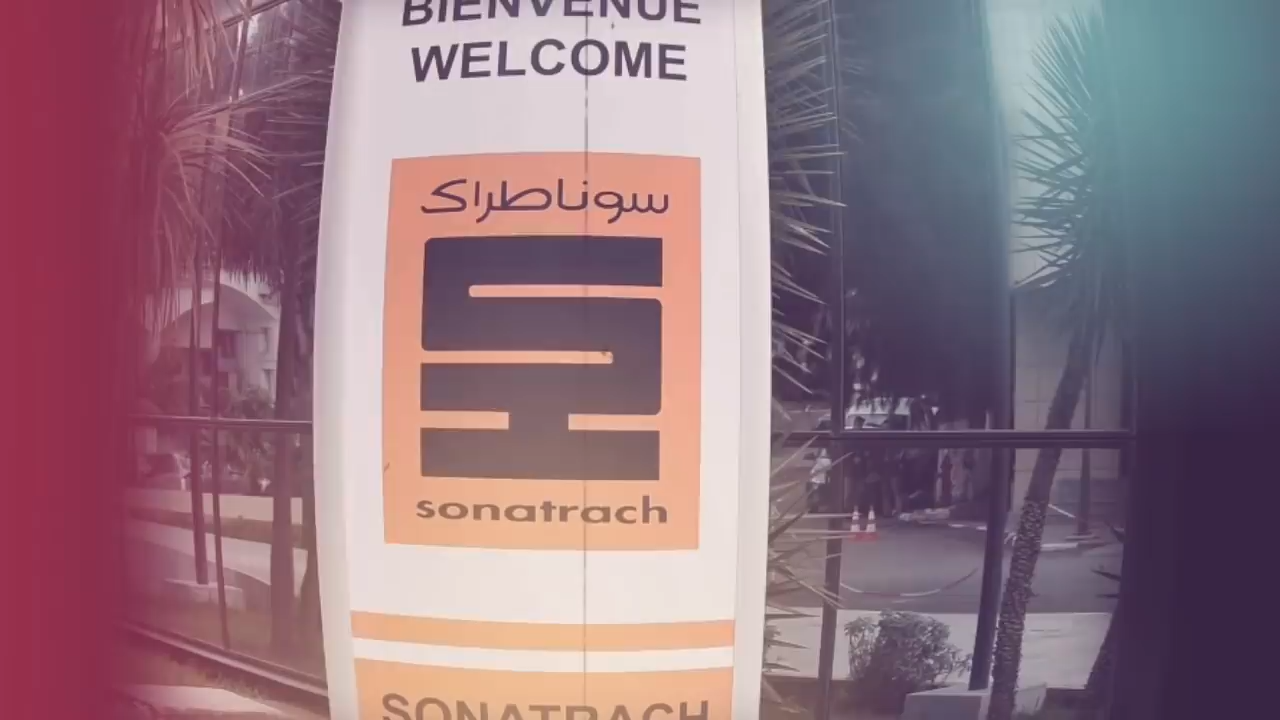 BIENVENUE
WELCOME
سوناطراك
sonatrach
SONATRACH